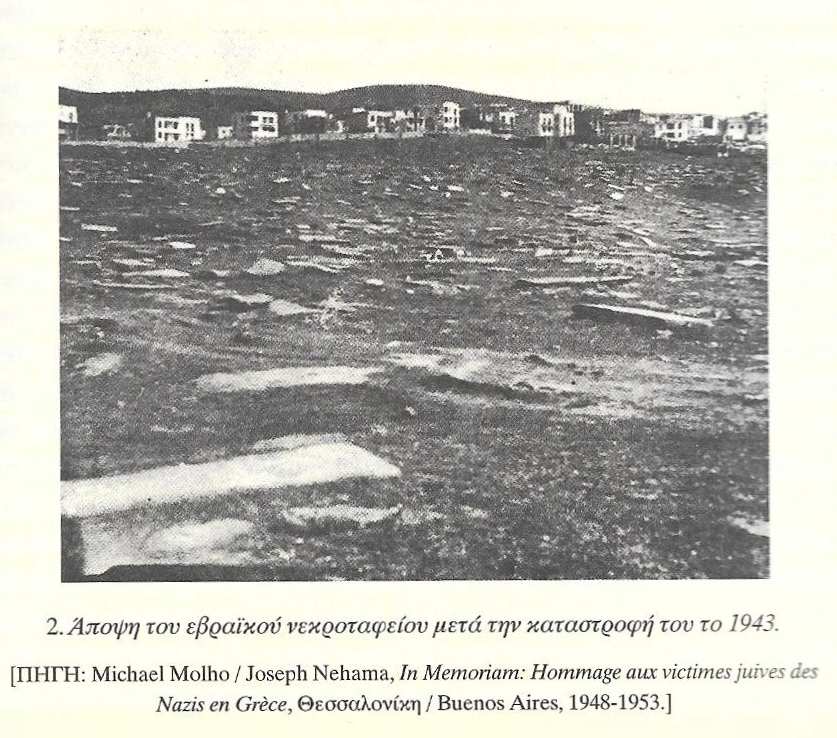 2. Άποψη του εβραϊκού νεκροταφείου μετά την καταστροφή του το 1943.
[ΠΗΓΗ: Michael Molho / Joseph Nehama, In Memoriam: Hommage aux victimes juives des
Nazis en Grèce, Θεσσαλονίκη / Buenos Aires, 1948-1953.]